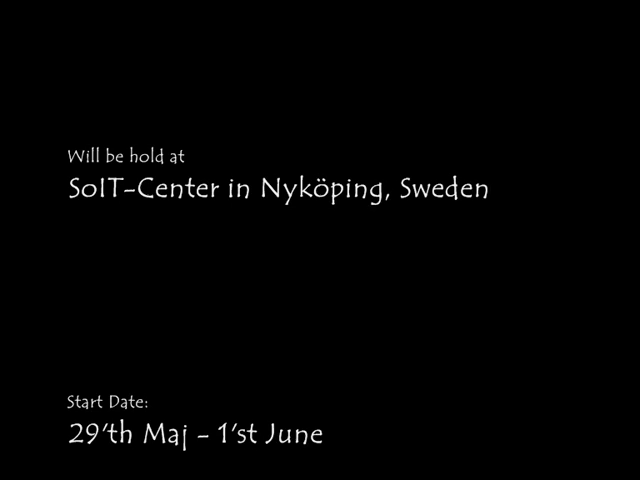 Will be hold at
SoIT-Center in Nyköping, Sweden
Start Date:
29'th Maj - 1'st June